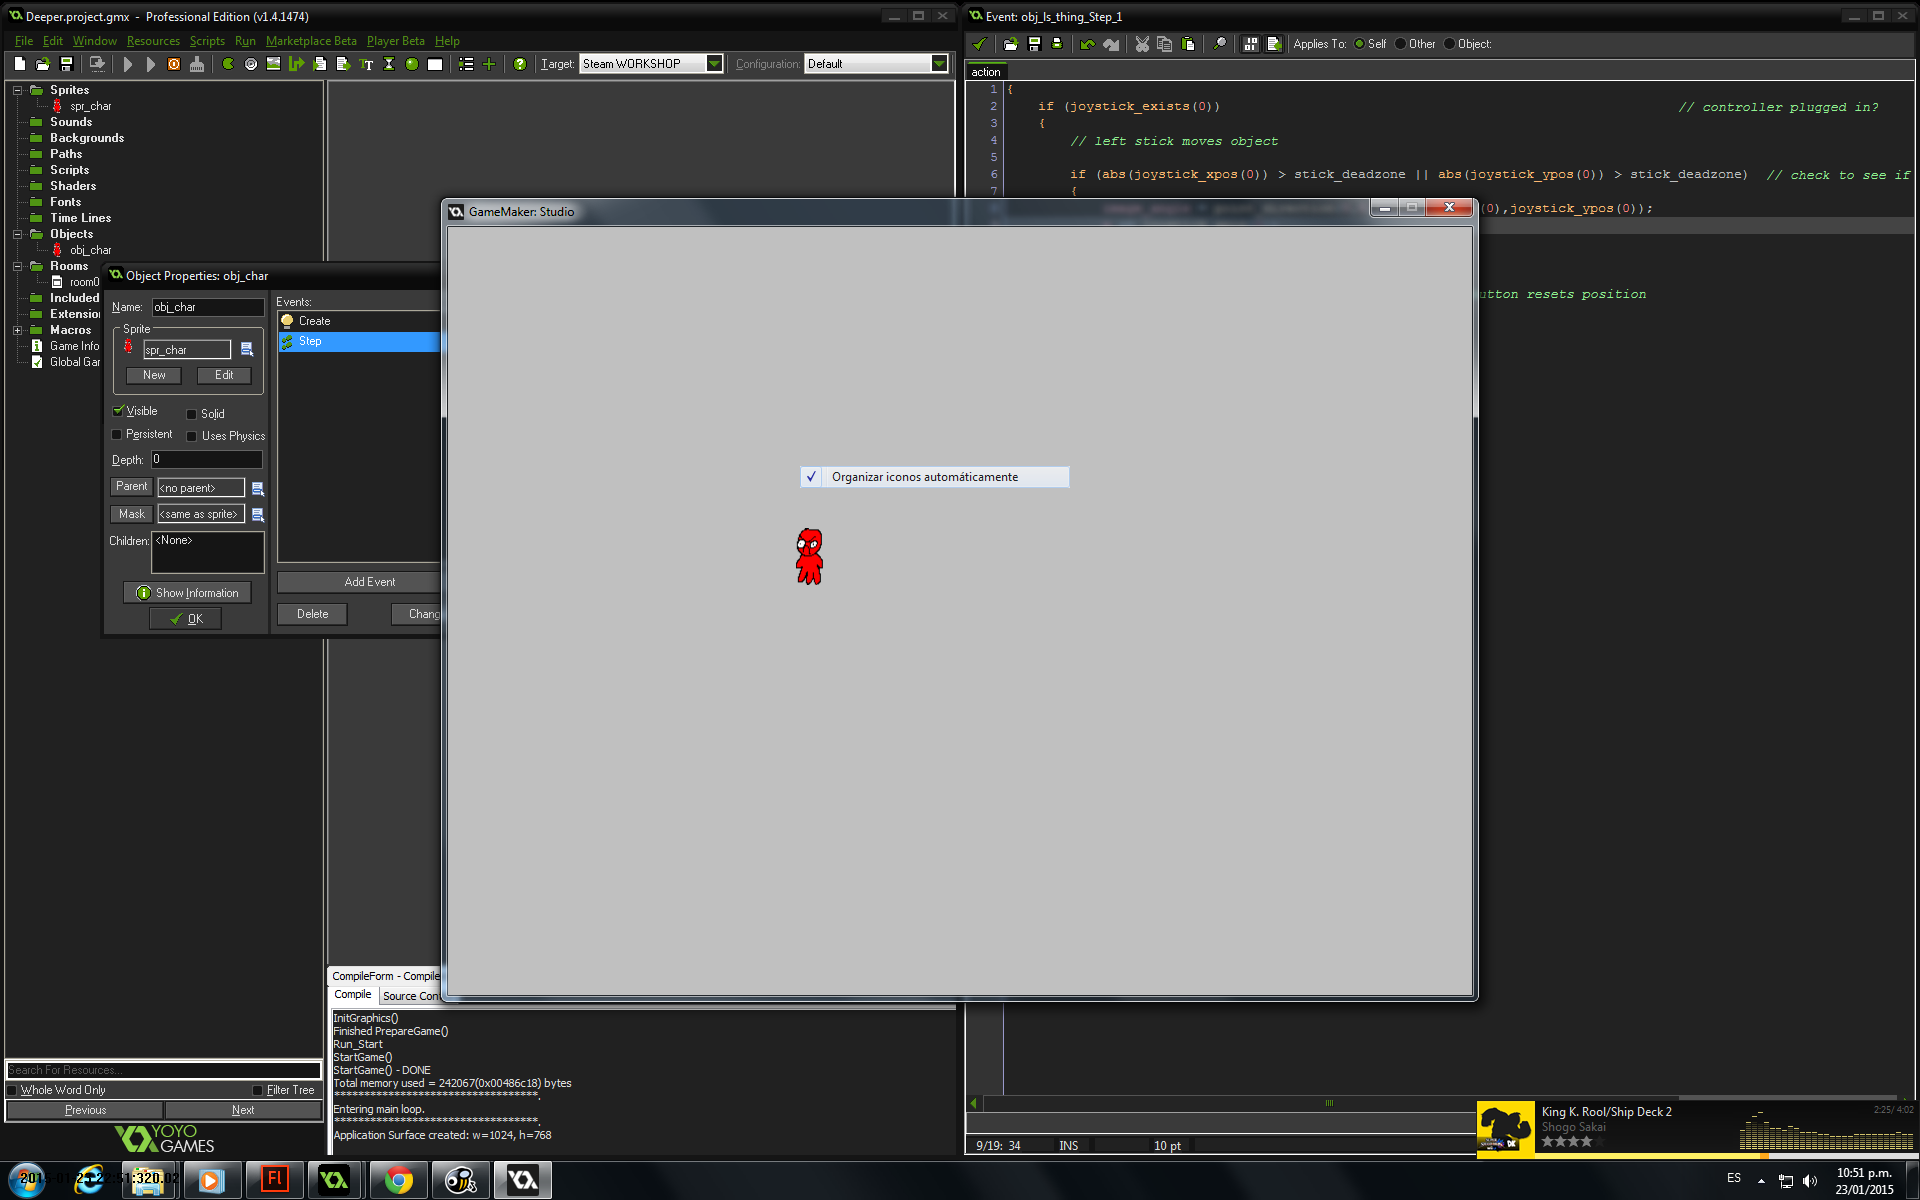 Deeper.project.gmx - Professional Edition (v1.4.1474)
File Edit Window Resources Scripts Run Marketplace Beta Player Beta Help
Target: Steam WORKSHOP Configuration: Default
Sprites
spr_char
Sounds
Backgrounds
Paths
Scripts
Shaders
Fonts
Time Lines
Objects
obj_char
Rooms
room0
Included
Extension
Macros
Game Info
Global Gar
Object Properties: obj_char
Name: obj_char
Sprite
spr_char
New Edit
Visible Solid
Persistent Uses Physics
Depth: 0
Parent <no parent>
Mask <same as sprite>
Children: <None>
Show Information
OK
Events:
Create
Step
Add Event
Delete Chang
GameMaker: Studio
✓ Organizar iconos automáticamente
Event: obj_ls_thing_Step_1
Applies To: Self Other Object:
action
1 {
2 if (joystick_exists(0)) // controller plugged in?
3 {
4 // left stick moves object
5
6 if (abs(joystick_xpos(0)) > stick_deadzone || abs(joystick_ypos(0)) > stick_deadzone) // check to see if
7 {
(0),joystick_ypos(0));
utton resets position
CompileForm - Compile
Compile Source Con
InitGraphics()
Finished PrepareGame()
Run_Start
StartGame()
StartGame() - DONE
Total memory used = 242067(0x00486c18) bytes
***********************************.
Entering main loop.
***********************************.
Application Surface created: w=1024, h=768
Search For Resources...
Whole Word Only Filter Tree
Previous Next
YOYO GAMES
9/19: 34 INS 10 pt
King K. Rool/Ship Deck 2 2:25/ 4:02
Shogo Sakai
ES 10:51 p.m.
23/01/2015